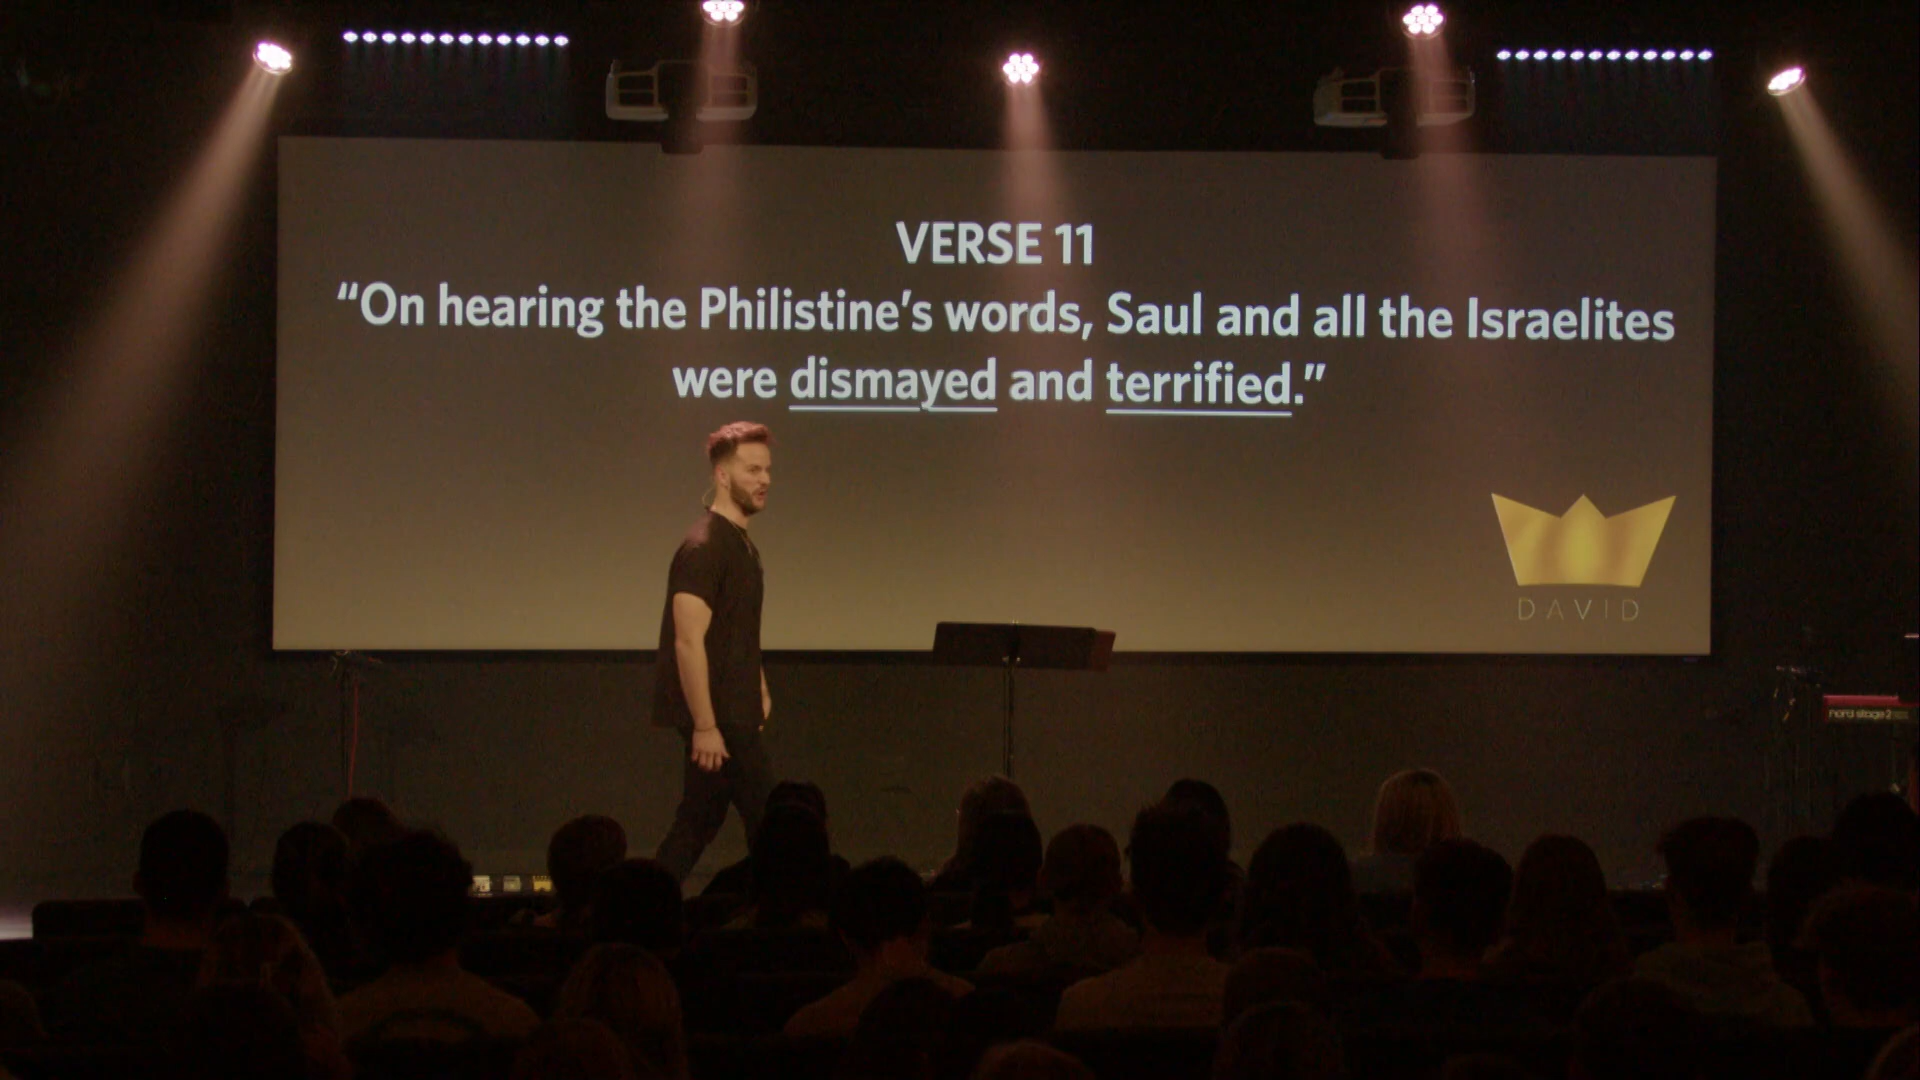 VERSE 11
“On hearing the Philistine’s words, Saul and all the Israelites
were dismayed and terrified.”
DAVID
nord stage 2